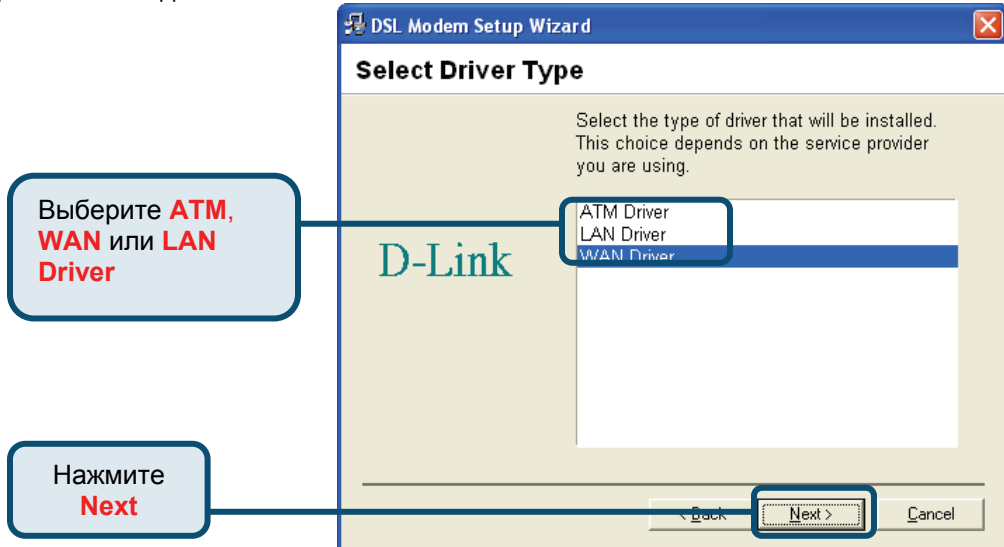 DSL Modem Setup Wizard
Select Driver Type
Select the type of driver that will be installed.
This choice depends on the service provider
you are using.
Выберите ATM,
WAN или LAN
Driver
ATM Driver
LAN Driver
WAN Driver
D-Link
Нажмите
Next
< Back
Next >
Cancel